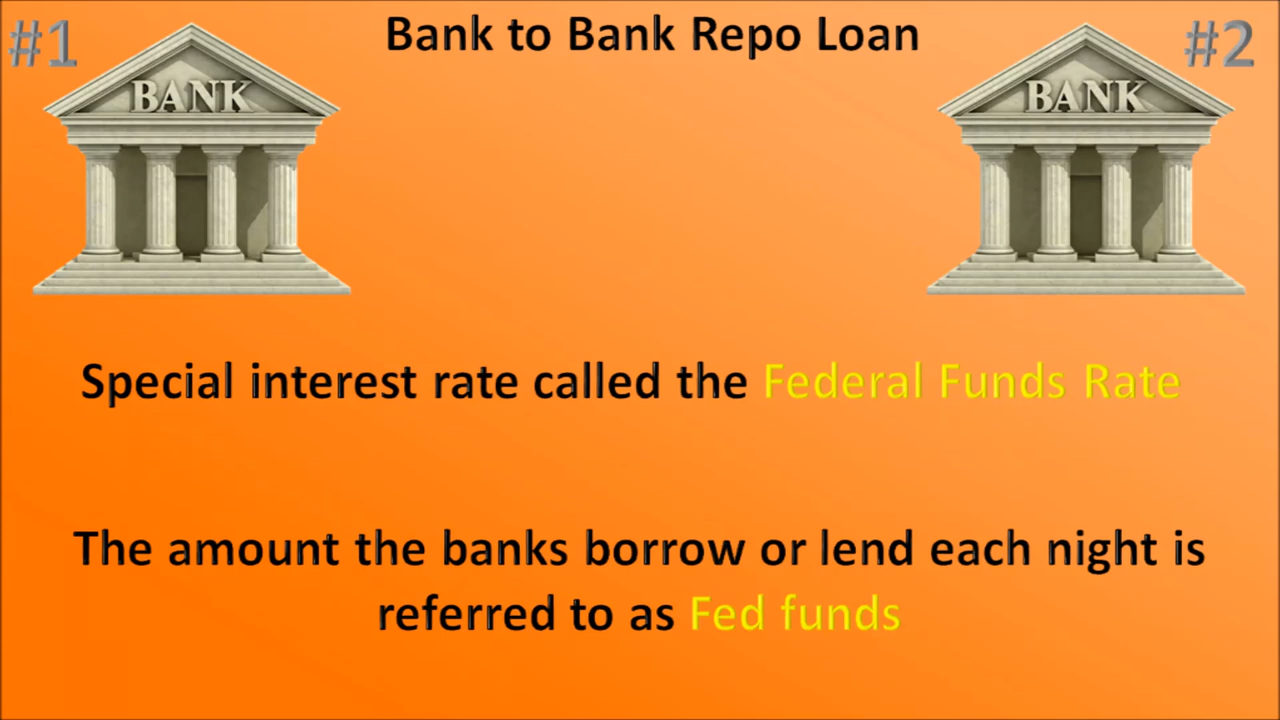 #1
Bank to Bank Repo Loan
#2
BANK
BANK
Special interest rate called the Federal Funds Rate
The amount the banks borrow or lend each night is
referred to as Fed funds